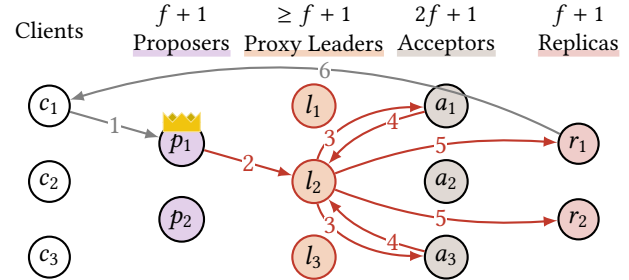 Clients
f + 1
Proposers
≥ f + 1
Proxy Leaders
2f + 1
Acceptors
f + 1
Replicas
6
c1
l1
a1
1
3
4
p1
5
r1
2
c2
l2
a2
p2
5
r2
3
4
c3
l3
a3